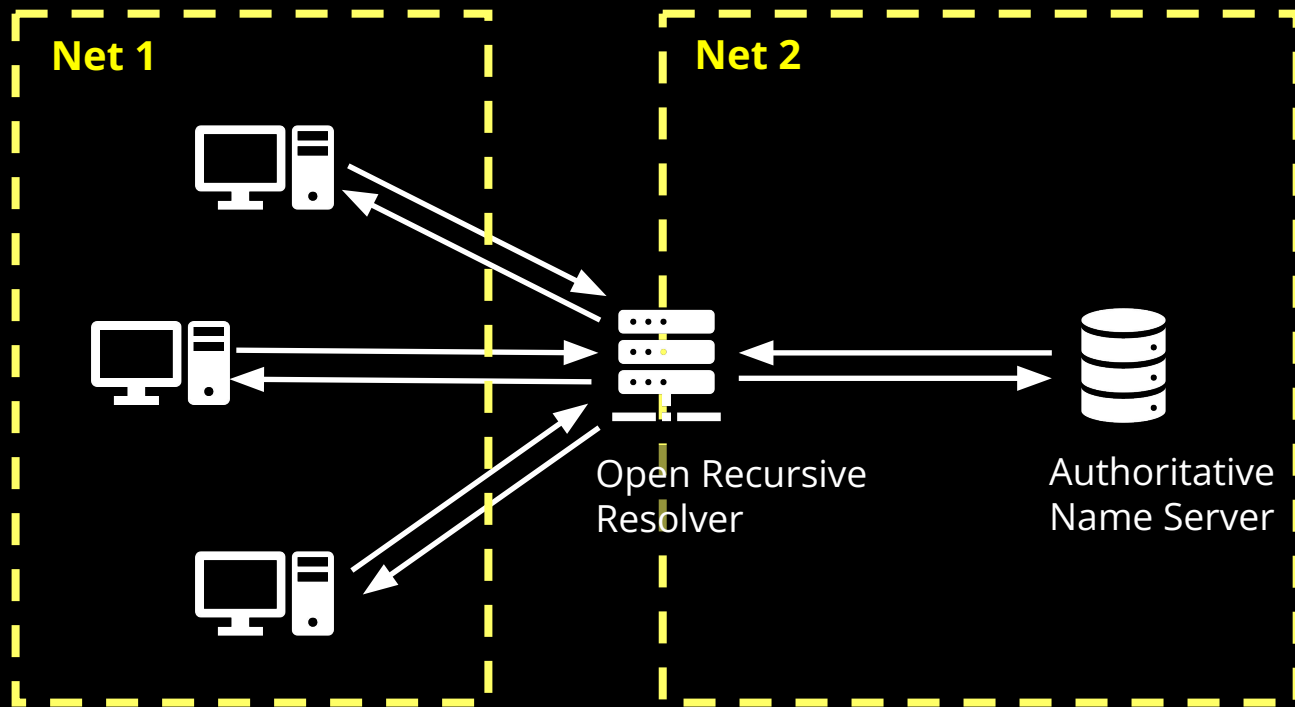 Net 1
Net 2
Open Recursive
Resolver
Authoritative
Name Server